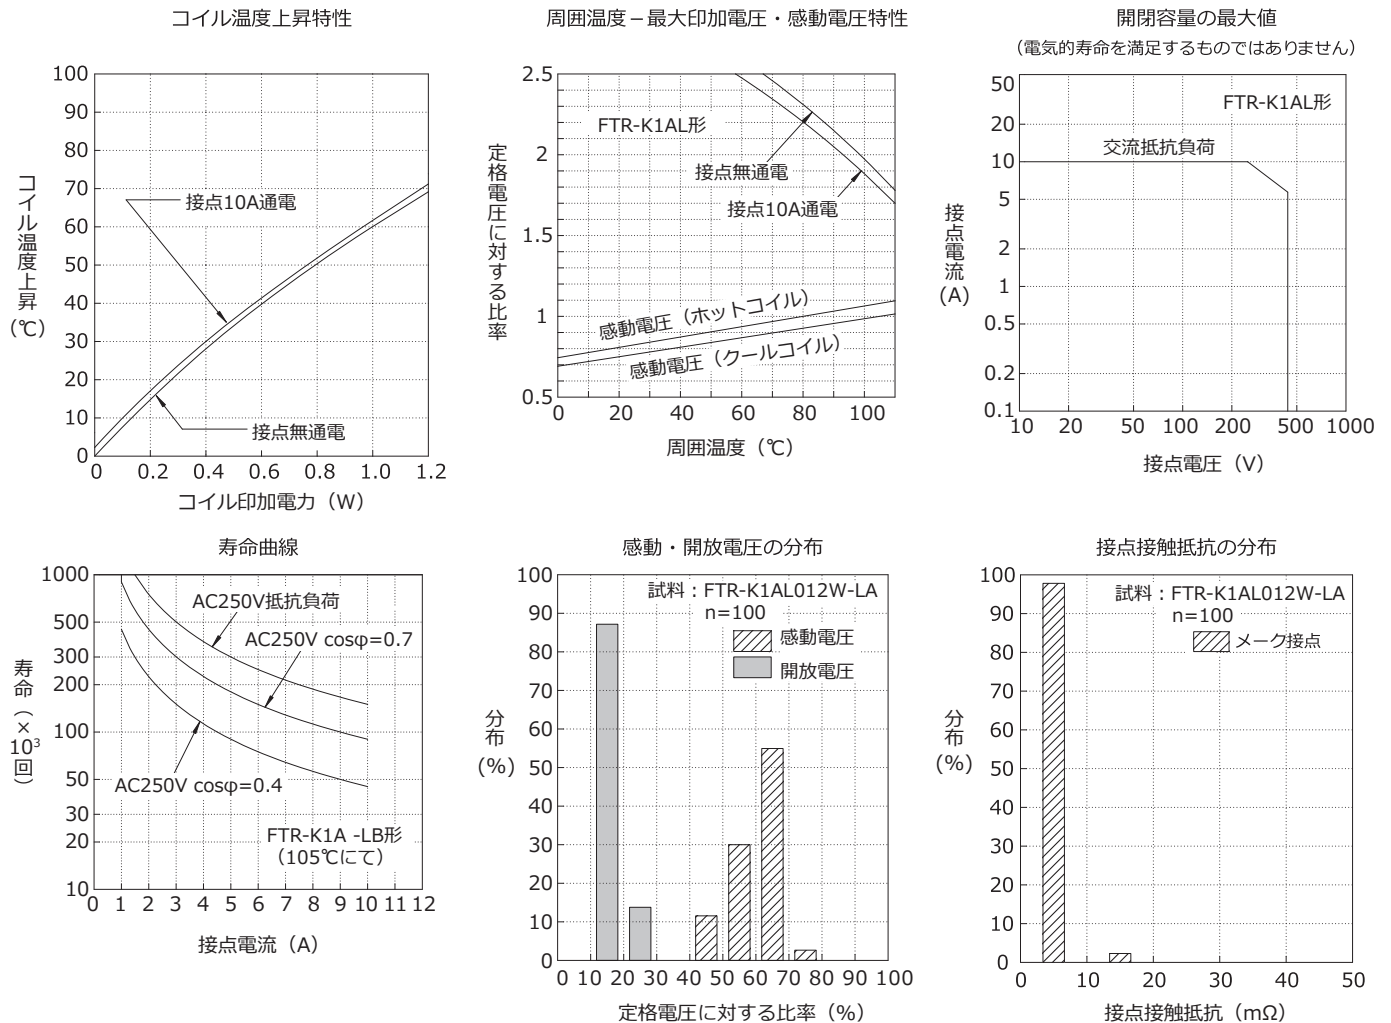 コイル温度上昇特性
100
90
80
70
60
50
40
30
20
10
0
コイル温度上昇
（℃）
接点10A通電
接点無通電
0
0.2
0.4
0.6
0.8
1.0
1.2
コイル印加電力（W）
周囲温度－最大印加電圧・感動電圧特性
2.5
2
1.5
1
0.5
定格電圧に対する比率
FTR-K1AL形
接点無通電
接点10A通電
感動電圧（ホットコイル）
感動電圧（クールコイル）
0
20
40
60
80
100
周囲温度（℃）
開閉容量の最大値
（電気的寿命を満足するものではありません）
50
20
10
5
2
1
0.5
0.2
0.1
接点電流
（A）
FTR-K1AL形
交流抵抗負荷
10
20
50
100
200
500
1000
接点電圧（V）
寿命曲線
1000
500
300
200
100
50
30
20
10
寿命（×10³回）
AC250V抵抗負荷
AC250V cosφ=0.7
AC250V cosφ=0.4
FTR-K1A -LB形
（105℃にて）
0
1
2
3
4
5
6
7
8
9
10
11
12
接点電流（A）
感動・開放電圧の分布
100
90
80
70
60
50
40
30
20
10
0
分布
（%）
試料：FTR-K1AL012W-LA
n=100
感動電圧
開放電圧
0
10
20
30
40
50
60
70
80
90
100
定格電圧に対する比率（%）
接点接触抵抗の分布
100
90
80
70
60
50
40
30
20
10
0
分布
（%）
試料：FTR-K1AL012W-LA
n=100
メーク接点
0
10
20
30
40
50
接点接触抵抗（mΩ）